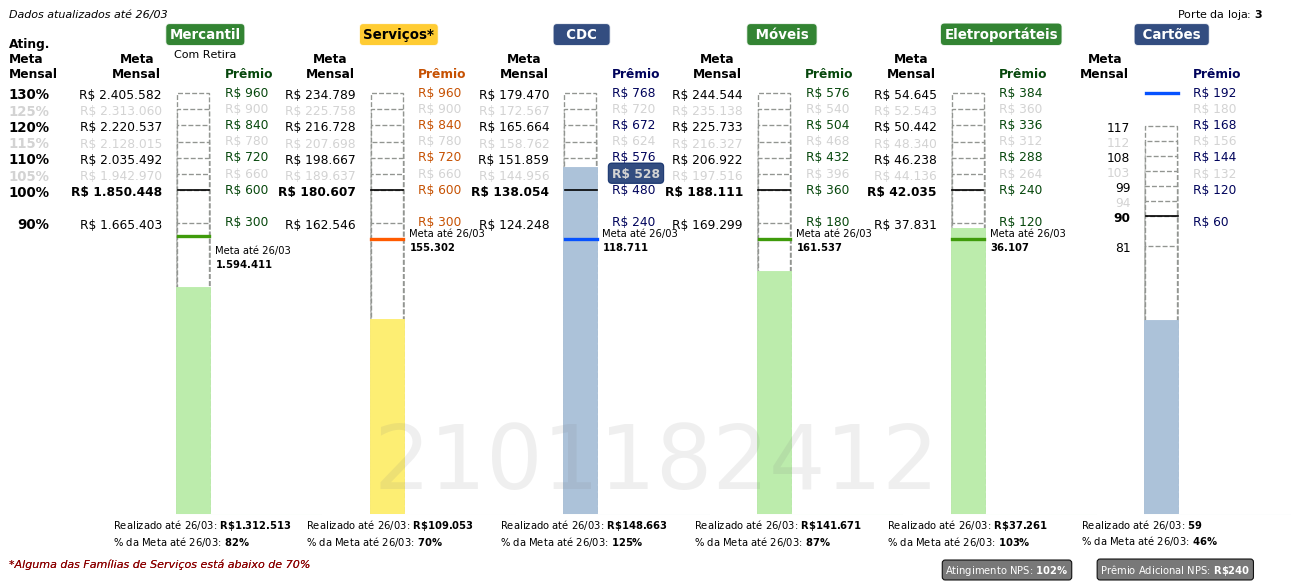 Dados atualizados até 26/03
Porte da loja: 3
Mercantil Serviços* CDC Móveis Eletroportáteis Cartões
Com Retira
Ating. Meta Mensal
Meta Mensal Prêmio Meta Mensal Prêmio Meta Mensal Prêmio Meta Mensal Prêmio Meta Mensal Prêmio Meta Mensal Prêmio
130% R$ 2.405.582 R$ 960 R$ 234.789 R$ 960 R$ 179.470 R$ 768 R$ 244.544 R$ 576 R$ 54.645 R$ 384 R$ 192
125% R$ 2.313.060 R$ 900 R$ 225.758 R$ 900 R$ 172.567 R$ 720 R$ 235.138 R$ 540 R$ 52.543 R$ 360 R$ 180
120% R$ 2.220.537 R$ 840 R$ 216.728 R$ 840 R$ 165.664 R$ 672 R$ 225.733 R$ 504 R$ 50.442 R$ 336 117 R$ 168
115% R$ 2.128.015 R$ 780 R$ 207.698 R$ 780 R$ 158.762 R$ 624 R$ 216.327 R$ 468 R$ 48.340 R$ 312 112 R$ 156
110% R$ 2.035.492 R$ 720 R$ 198.667 R$ 720 R$ 151.859 R$ 576 R$ 206.922 R$ 432 R$ 46.238 R$ 288 108 R$ 144
105% R$ 1.942.970 R$ 660 R$ 189.637 R$ 660 R$ 144.956 R$ 528 R$ 197.516 R$ 396 R$ 44.136 R$ 264 103 R$ 132
100% R$ 1.850.448 R$ 600 R$ 180.607 R$ 600 R$ 138.054 R$ 480 R$ 188.111 R$ 360 R$ 42.035 R$ 240 99 R$ 120
94
90% R$ 1.665.403 R$ 300 R$ 162.546 R$ 300 R$ 124.248 R$ 240 R$ 169.299 R$ 180 R$ 37.831 R$ 120 90 R$ 60
81
Meta até 26/03
1.594.411
Meta até 26/03
155.302
Meta até 26/03
118.711
Meta até 26/03
161.537
Meta até 26/03
36.107
2101182412
Realizado até 26/03: R$1.312.513
% da Meta até 26/03: 82%
Realizado até 26/03: R$109.053
% da Meta até 26/03: 70%
Realizado até 26/03: R$148.663
% da Meta até 26/03: 125%
Realizado até 26/03: R$141.671
% da Meta até 26/03: 87%
Realizado até 26/03: R$37.261
% da Meta até 26/03: 103%
Realizado até 26/03: 59
% da Meta até 26/03: 46%
*Alguma das Famílias de Serviços está abaixo de 70%
Atingimento NPS: 102%
Prêmio Adicional NPS: R$240